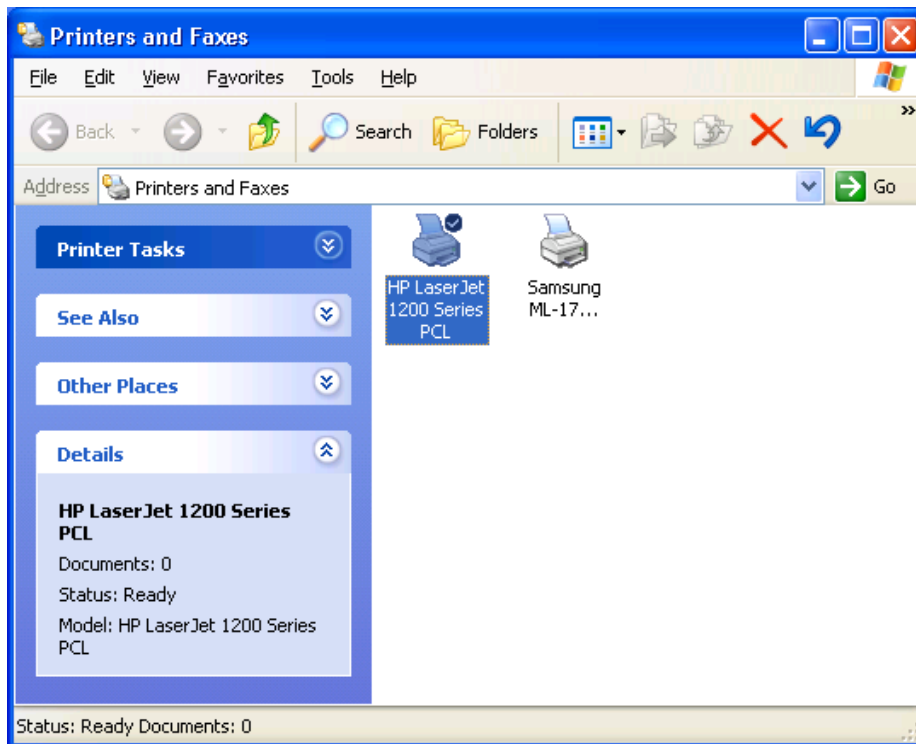 Printers and Faxes
File Edit View Favorites Tools Help
Back Search Folders »
Address Printers and Faxes Go
Printer Tasks
See Also
Other Places
Details
HP LaserJet 1200 Series
PCL
Documents: 0
Status: Ready
Model: HP LaserJet 1200 Series
PCL
HP LaserJet
1200 Series
PCL
Samsung
ML-17...
Status: Ready Documents: 0